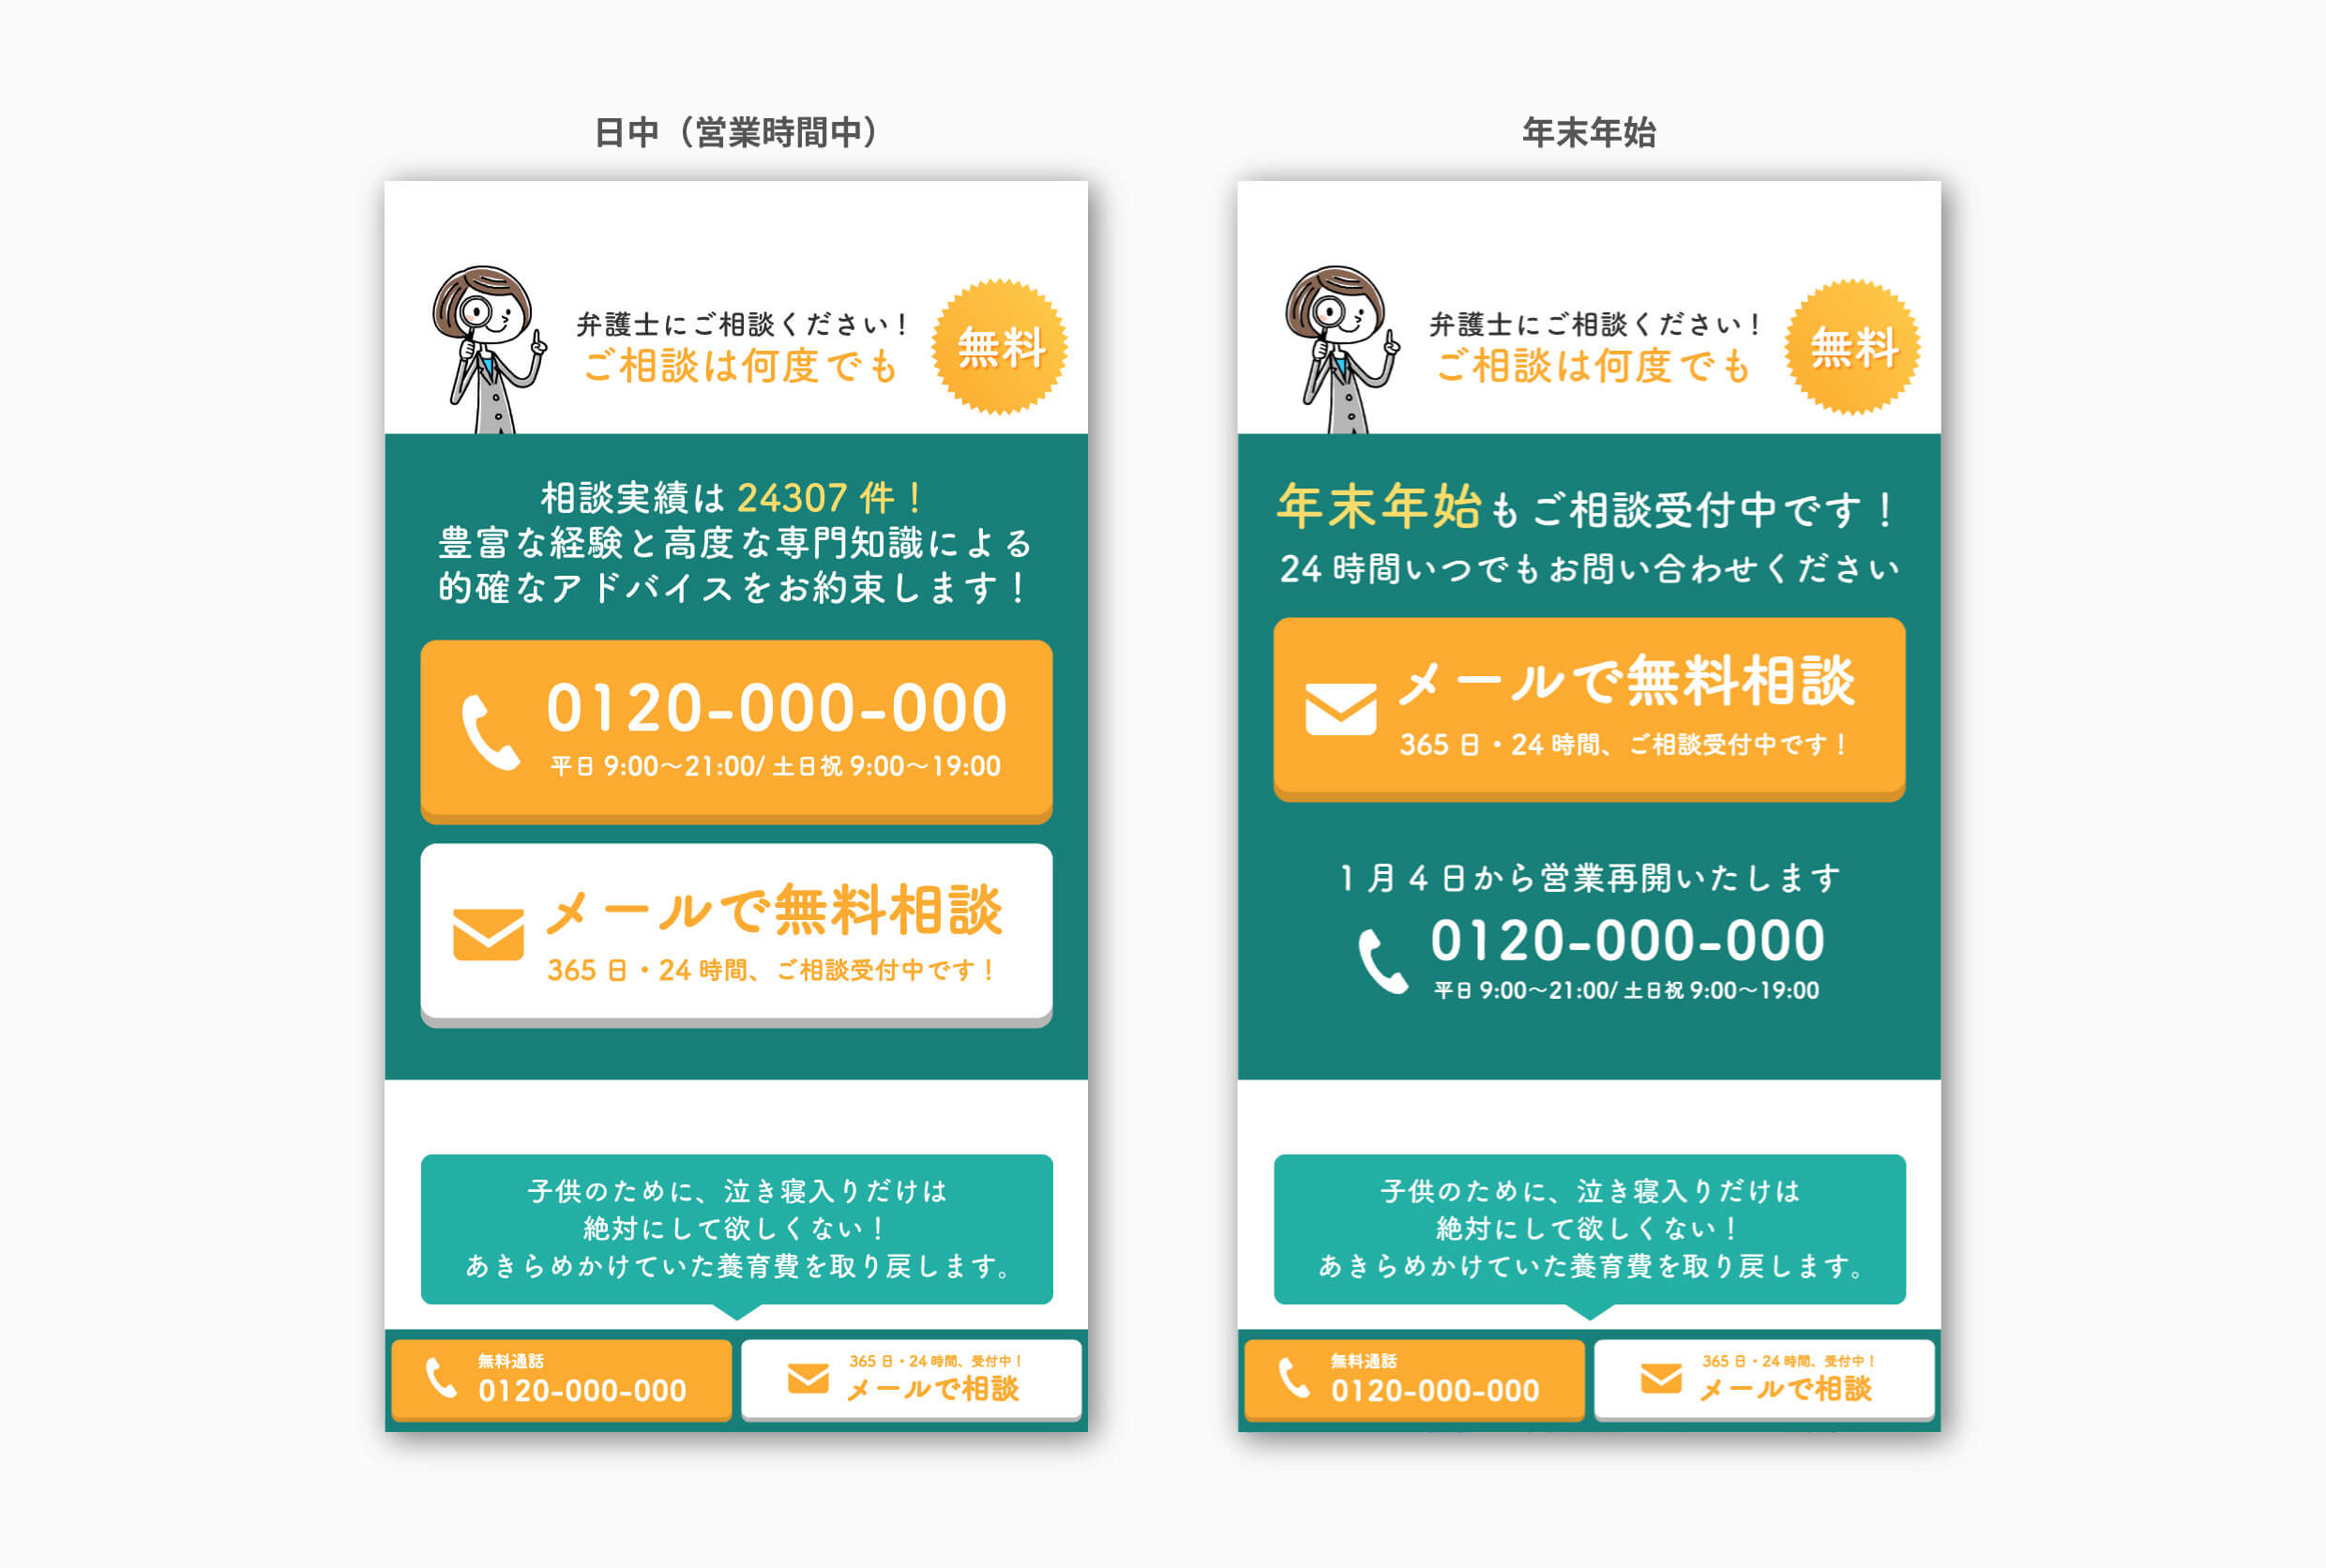 日中（営業時間中）
弁護士にご相談ください！
ご相談は何度でも
無料
相談実績は 24307 件！
豊富な経験と高度な専門知識による
的確なアドバイスをお約束します！
0120-000-000
平日 9:00〜21:00/ 土日祝 9:00〜19:00
メールで無料相談
365 日・24 時間、ご相談受付中です！
子供のために、泣き寝入りだけは
絶対にして欲しくない！
あきらめかけていた養育費を取り戻します。
無料通話
0120-000-000
365 日・24 時間、受付中！
メールで相談
年末年始
弁護士にご相談ください！
ご相談は何度でも
無料
年末年始もご相談受付中です！
24 時間いつでもお問い合わせください
メールで無料相談
365 日・24 時間、ご相談受付中です！
1 月 4 日から営業再開いたします
0120-000-000
平日 9:00〜21:00/ 土日祝 9:00〜19:00
子供のために、泣き寝入りだけは
絶対にして欲しくない！
あきらめかけていた養育費を取り戻します。
無料通話
0120-000-000
365 日・24 時間、受付中！
メールで相談